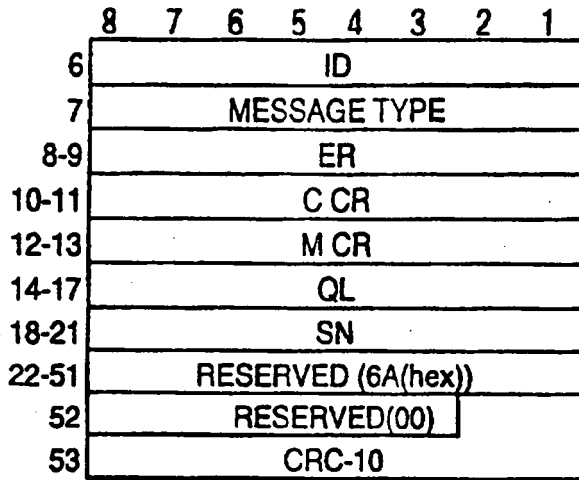 8 7 6 5 4 3 2 1
6 ID
7 MESSAGE TYPE
8-9 ER
10-11 C CR
12-13 M CR
14-17 QL
18-21 SN
22-51 RESERVED (6A(hex))
52 RESERVED(00)
53 CRC-10